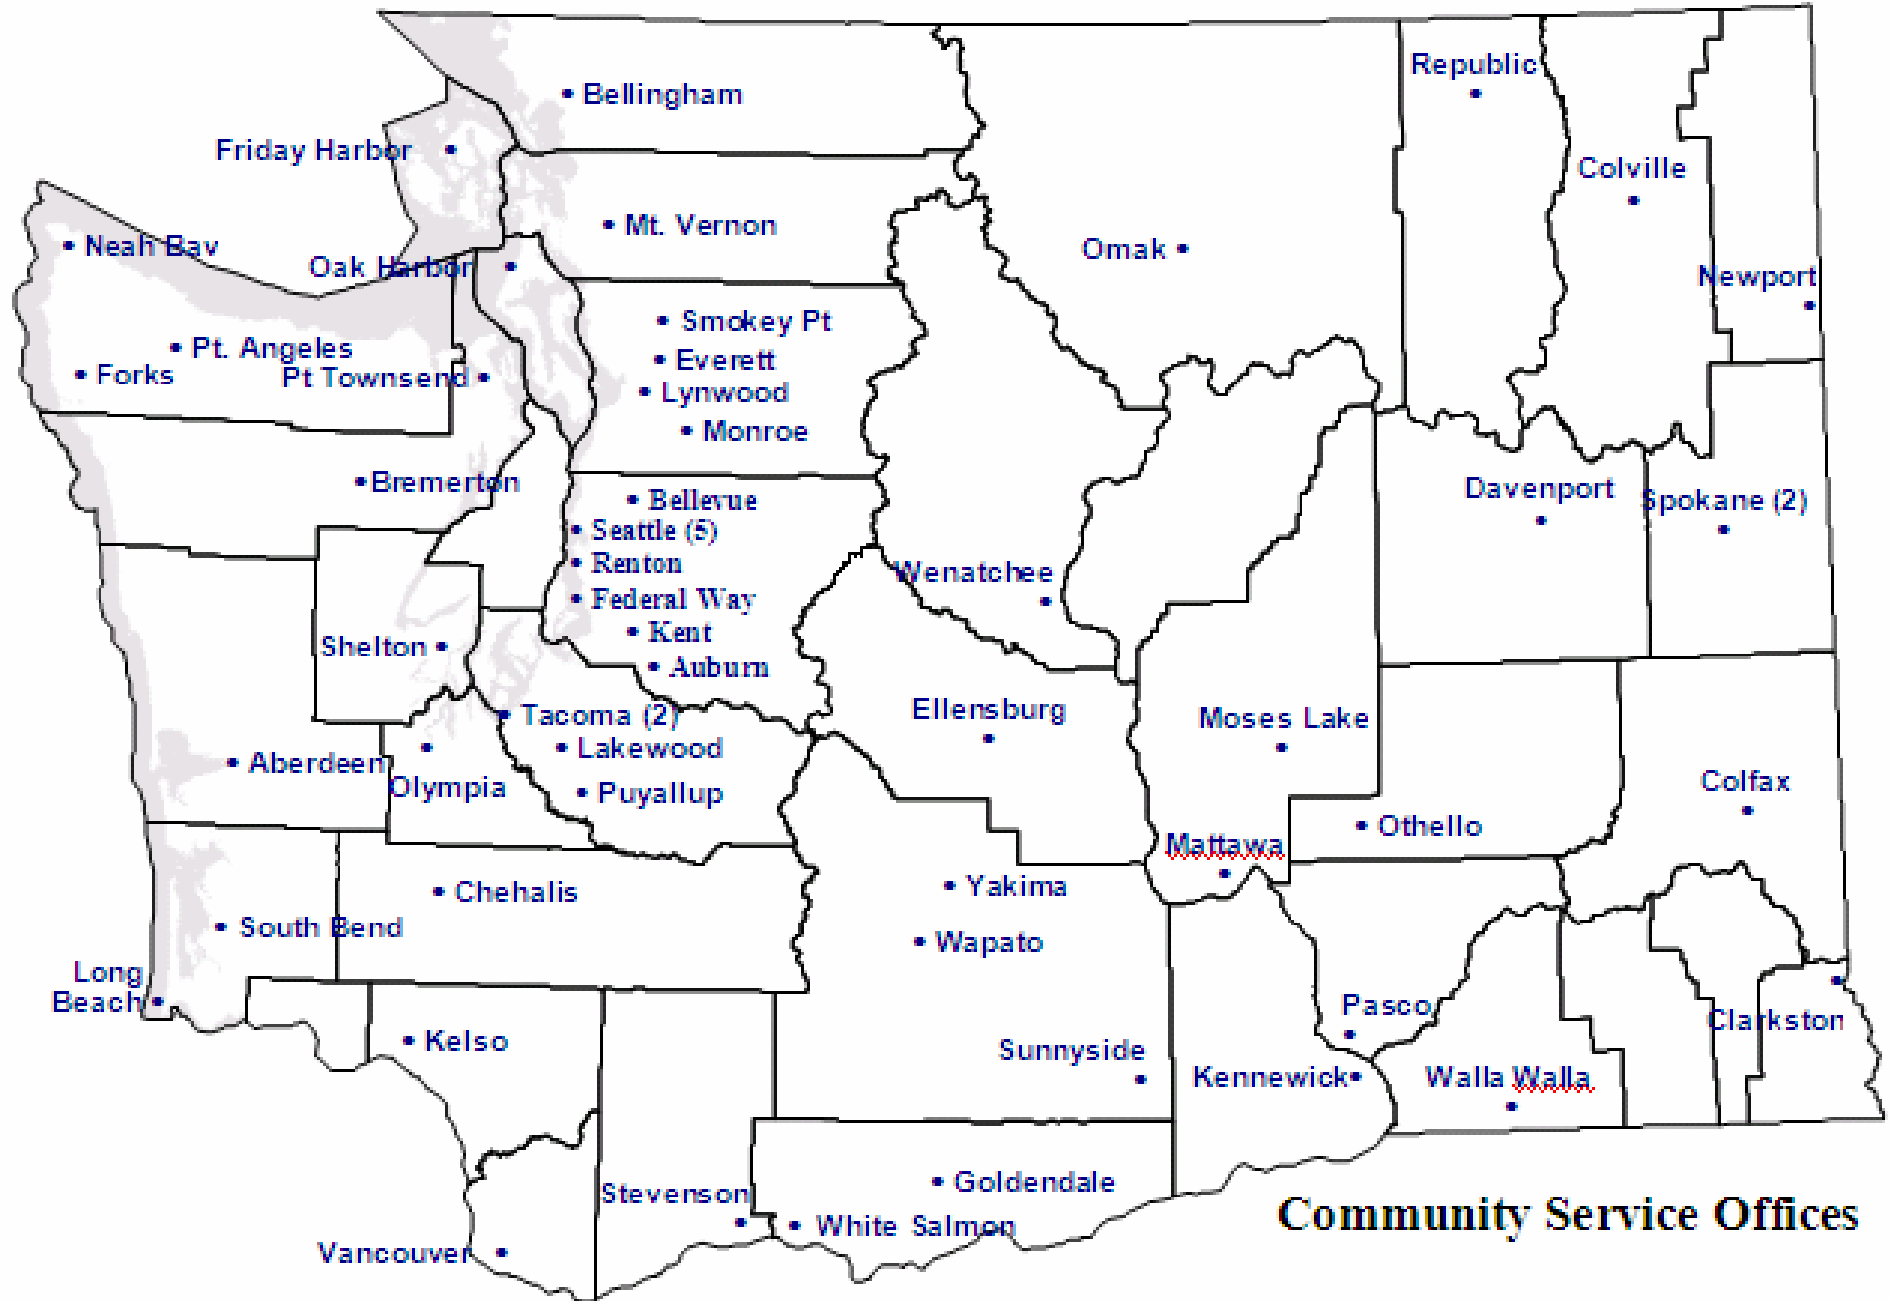 Republic
Bellingham
Friday Harbor
Colville
Mt. Vernon
Neah Bay
Omak
Oak Harbor
Newport
Smokey Pt
Pt. Angeles
Everett
Forks
Pt Townsend
Lynwood
Monroe
Bremerton
Davenport
Bellevue
Spokane (2)
Seattle (5)
Renton
Wenatchee
Federal Way
Kent
Shelton
Auburn
Ellensburg
Tacoma (2)
Moses Lake
Lakewood
Aberdeen
Colfax
Olympia
Puyallup
Othello
Mattawa
Yakima
Chehalis
South Bend
Wapato
Long
Beach
Pasco
Clarkston
Kelso
Sunnyside
Kennewick
Walla Walla
Goldendale
Stevenson
White Salmon
Community Service Offices
Vancouver